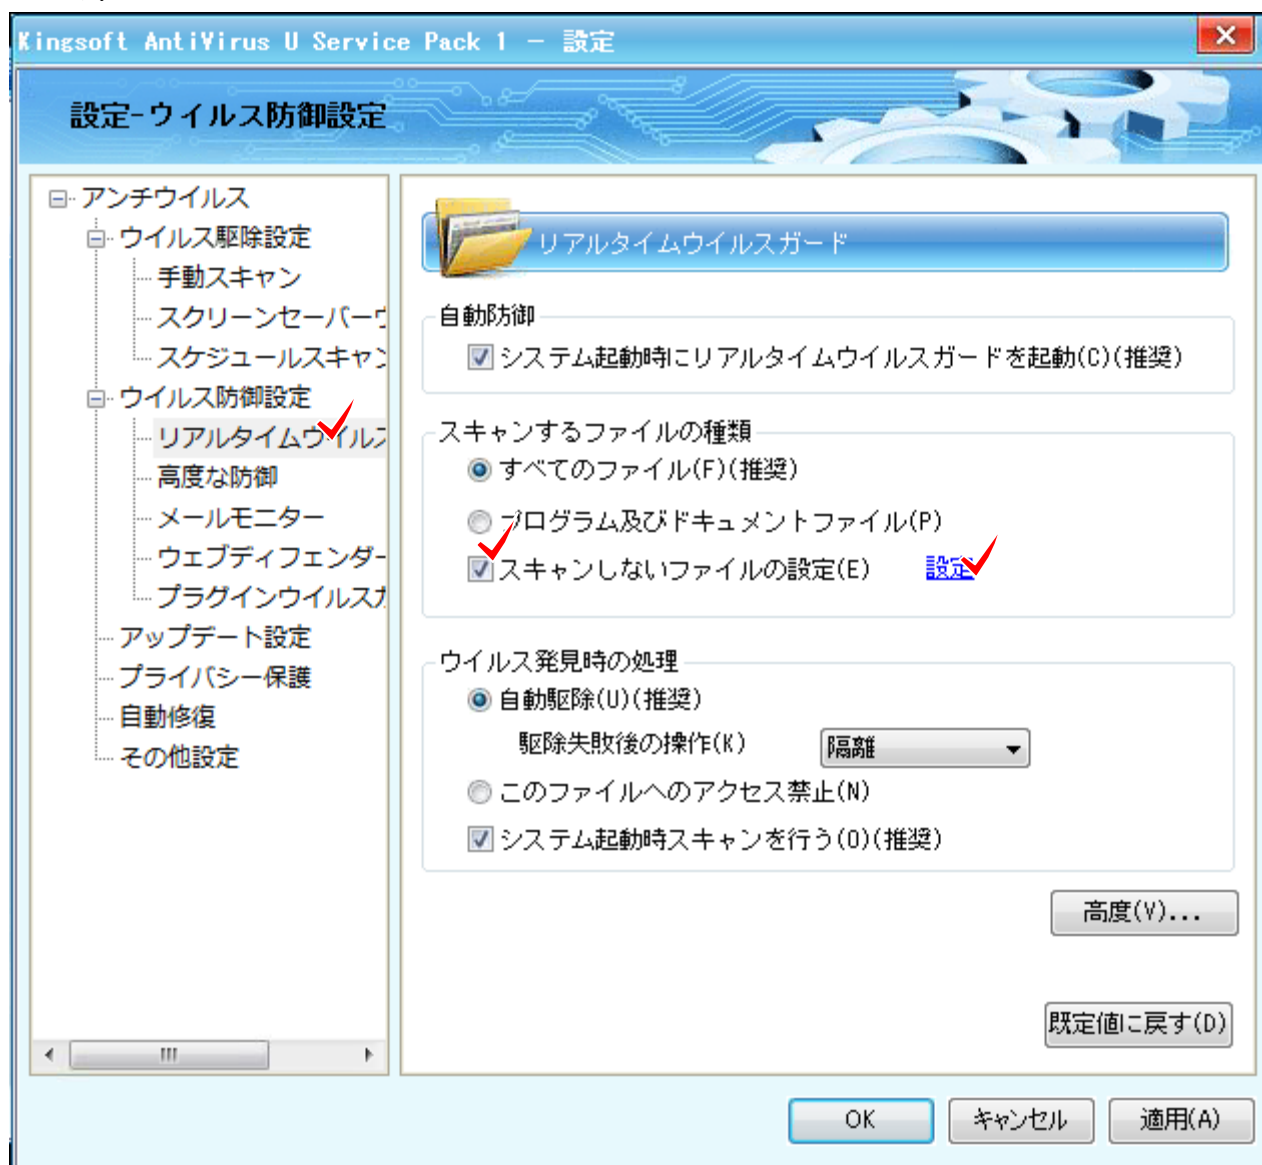 Kingsoft AntiVirus U Service Pack 1 － 設定
設定-ウイルス防御設定
アンチウイルス
ウイルス駆除設定
手動スキャン
スクリーンセーバーウ
スケジュールスキャン
ウイルス防御設定
リアルタイムウイルス
高度な防御
メールモニター
ウェブディフェンダー
プラグインウイルスガ
アップデート設定
プライバシー保護
自動修復
その他設定
リアルタイムウイルスガード
自動防御
システム起動時にリアルタイムウイルスガードを起動(C)(推奨)
スキャンするファイルの種類
すべてのファイル(F)(推奨)
プログラム及びドキュメントファイル(P)
スキャンしないファイルの設定(E) 設定
ウイルス発見時の処理
自動駆除(U)(推奨)
駆除失敗後の操作(K) 隔離
このファイルへのアクセス禁止(N)
システム起動時スキャンを行う(O)(推奨)
高度(V)...
既定値に戻す(D)
OK キャンセル 適用(A)